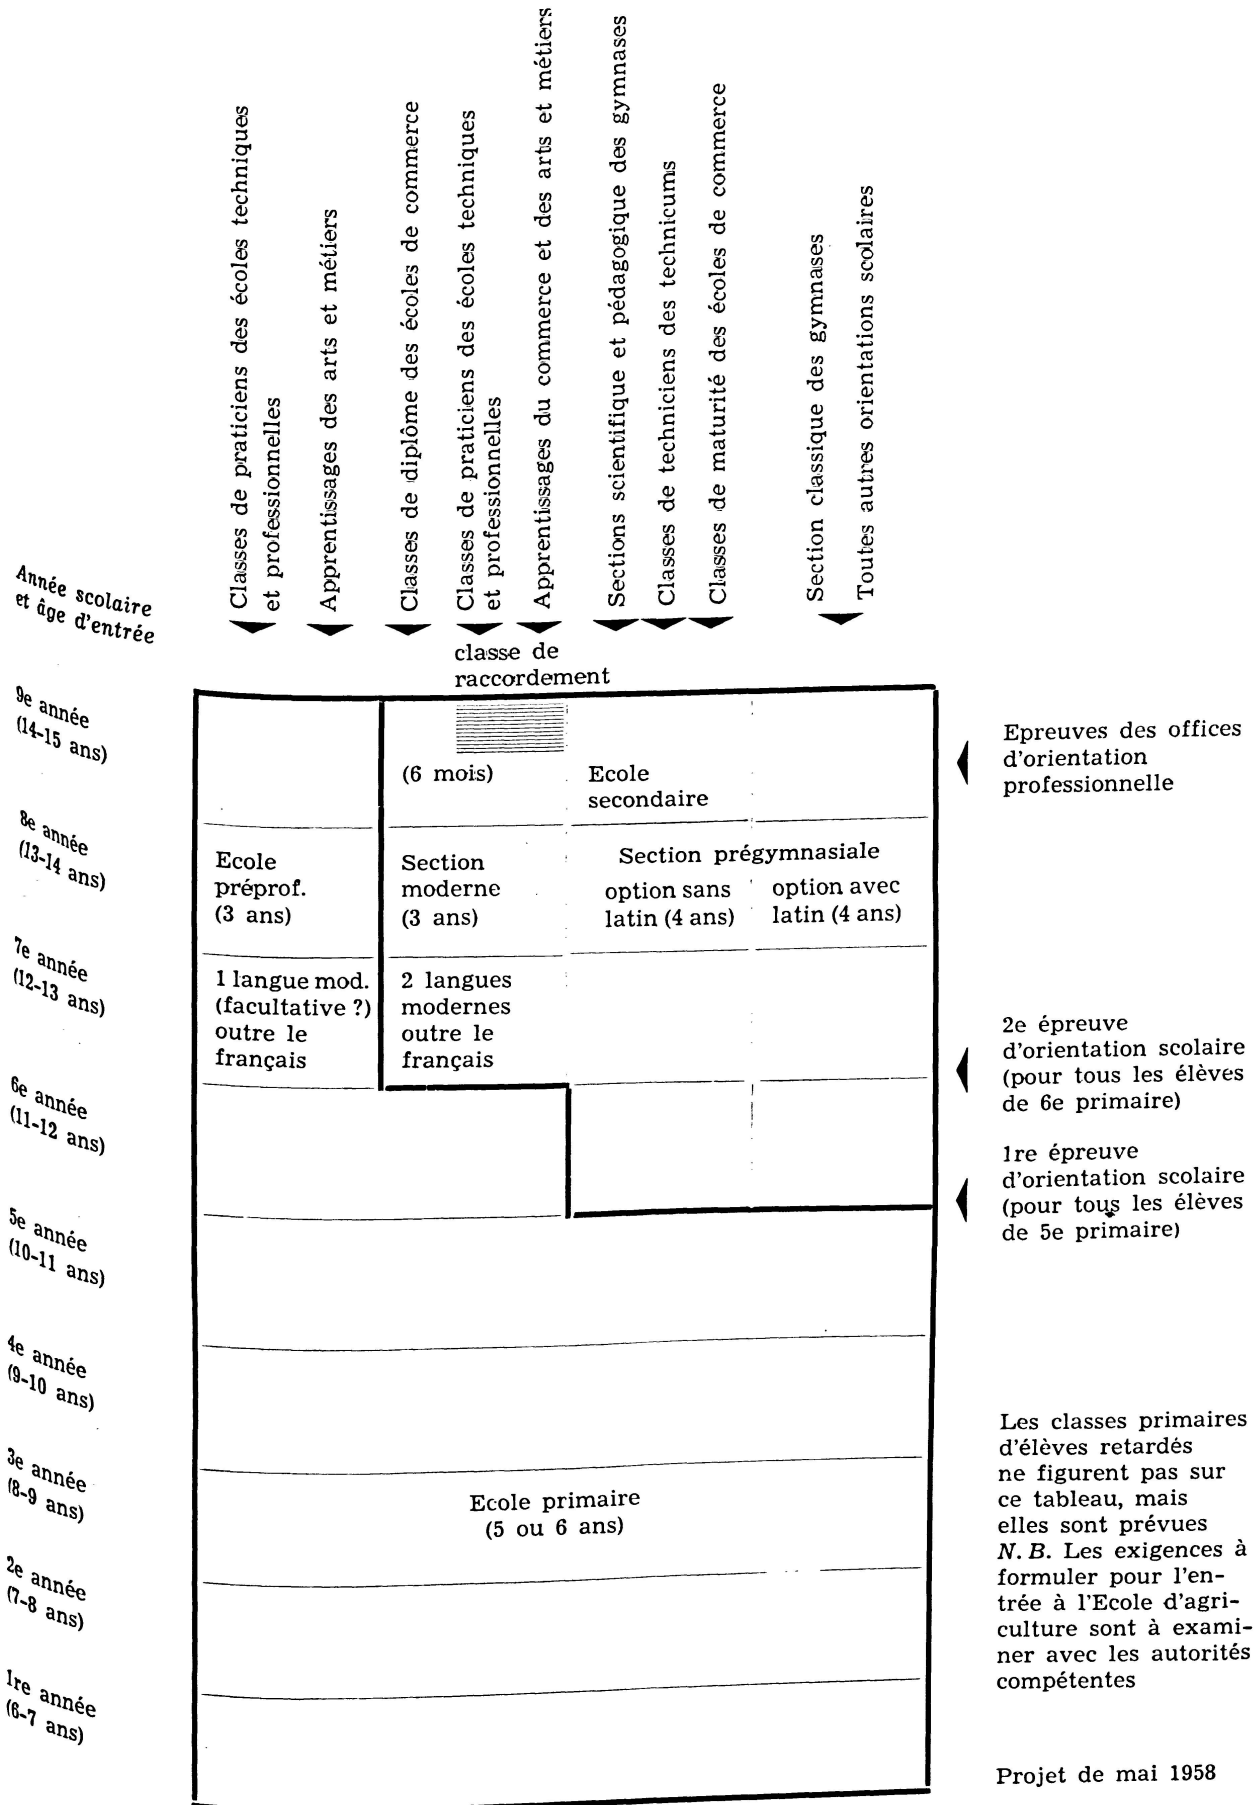 Classes de praticiens des écoles techniques
et professionnelles
Apprentissages des arts et métiers
Classes de diplôme des écoles de commerce
Classes de praticiens des écoles techniques
et professionnelles
Apprentissages du commerce et des arts et métiers
Sections scientifique et pédagogique des gymnases
Classes de techniciens des technicums
Classes de maturité des écoles de commerce
Section classique des gymnases
Toutes autres orientations scolaires
Année scolaire
et âge d'entrée
classe de
raccordement
9e année
(14-15 ans)
(6 mois)
Ecole
secondaire
Epreuves des offices
d'orientation
professionnelle
8e année
(13-14 ans)
Ecole
préprof.
(3 ans)
Section
moderne
(3 ans)
Section prégymnasiale
option sans
latin (4 ans)
option avec
latin (4 ans)
7e année
(12-13 ans)
1 langue mod.
(facultative ?)
outre le
français
2 langues
modernes
outre le
français
2e épreuve
d'orientation scolaire
(pour tous les élèves
de 6e primaire)
6e année
(11-12 ans)
1re épreuve
d'orientation scolaire
(pour tous les élèves
de 5e primaire)
5e année
(10-11 ans)
4e année
(9-10 ans)
3e année
(8-9 ans)
Ecole primaire
(5 ou 6 ans)
2e année
(7-8 ans)
1re année
(6-7 ans)
Les classes primaires
d'élèves retardés
ne figurent pas sur
ce tableau, mais
elles sont prévues
N. B. Les exigences à
formuler pour l'en-
trée à l'Ecole d'agri-
culture sont à exami-
ner avec les autorités
compétentes
Projet de mai 1958